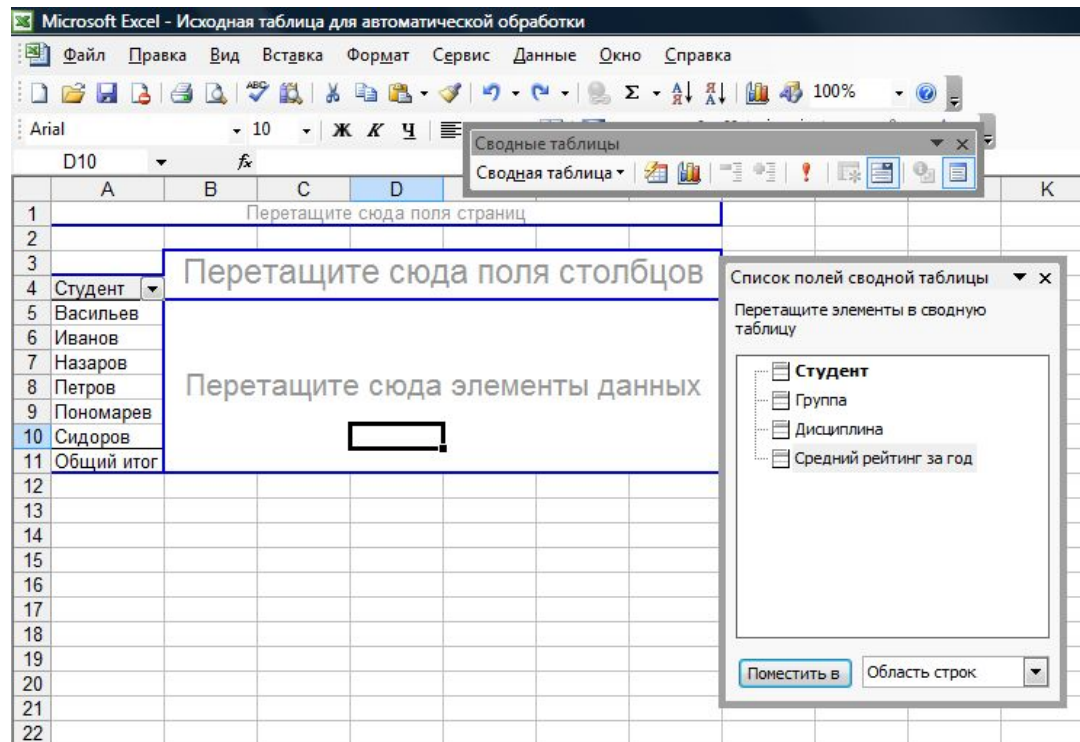 Microsoft Excel - Исходная таблица для автоматической обработки
Файл Правка Вид Вставка Формат Сервис Данные Окно Справка
100%
Arial 10 Ж К Ч
Сводные таблицы
D10 fx
Сводная таблица
A B C D K
1 Перетащите сюда поля страниц
2
3 Перетащите сюда поля столбцов
4 Студент
5 Васильев
6 Иванов
7 Назаров
8 Петров Перетащите сюда элементы данных
9 Пономарев
10 Сидоров
11 Общий итог
12
13
14
15
16
17
18
19
20
21
22
Список полей сводной таблицы
Перетащите элементы в сводную
таблицу
Студент
Группа
Дисциплина
Средний рейтинг за год
Поместить в Область строк